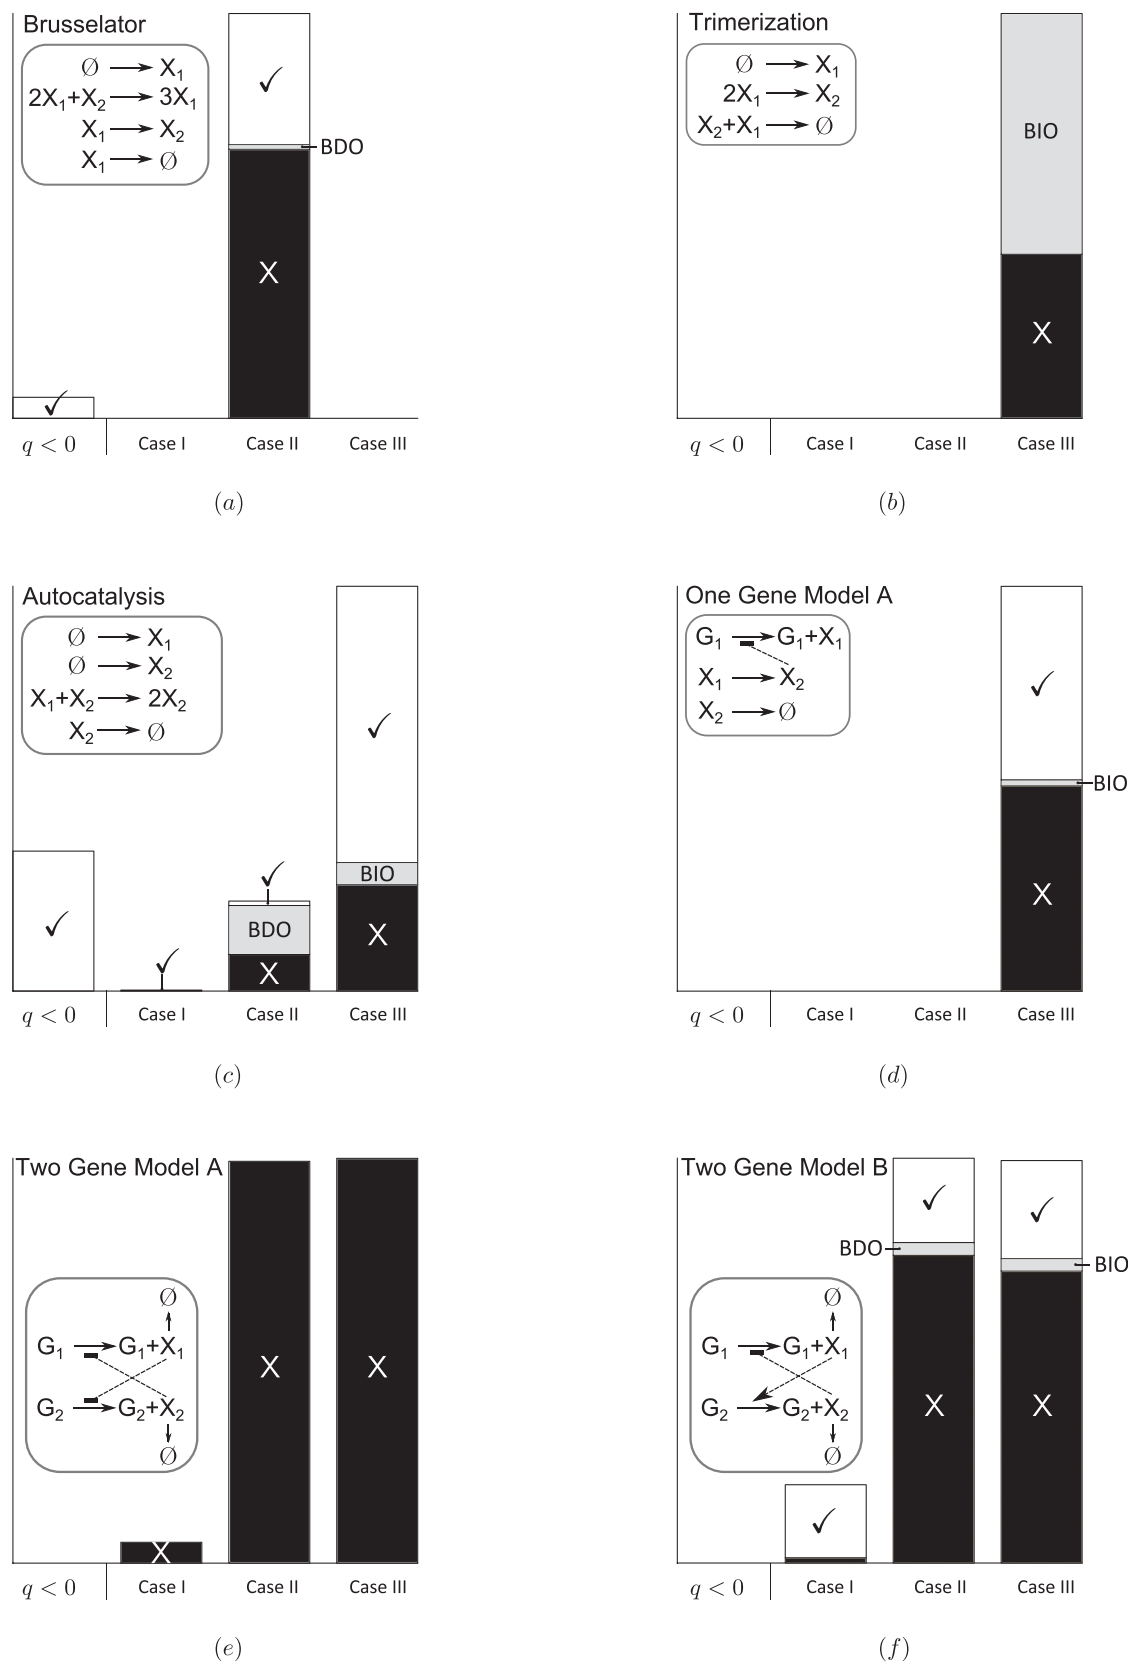 Brusselator
∅ → X₁
2X₁+X₂ → 3X₁
X₁ → X₂
X₁ → ∅
✓
BDO
X
✓
q < 0 Case I Case II Case III
(a)
Trimerization
∅ → X₁
2X₁ → X₂
X₂+X₁ → ∅
BIO
X
q < 0 Case I Case II Case III
(b)
Autocatalysis
∅ → X₁
∅ → X₂
X₁+X₂ → 2X₂
X₂ → ∅
✓
✓
✓
BDO
X
✓
BIO
X
q < 0 Case I Case II Case III
(c)
One Gene Model A
G₁ → G₁+X₁
X₁ → X₂
X₂ → ∅
✓
BIO
X
q < 0 Case I Case II Case III
(d)
Two Gene Model A
∅
G₁ → G₁+X₁
G₂ → G₂+X₂
∅
X
X
X
q < 0 Case I Case II Case III
(e)
Two Gene Model B
∅
G₁ → G₁+X₁
G₂ → G₂+X₂
∅
✓
✓
BDO
X
✓
BIO
X
q < 0 Case I Case II Case III
(f)